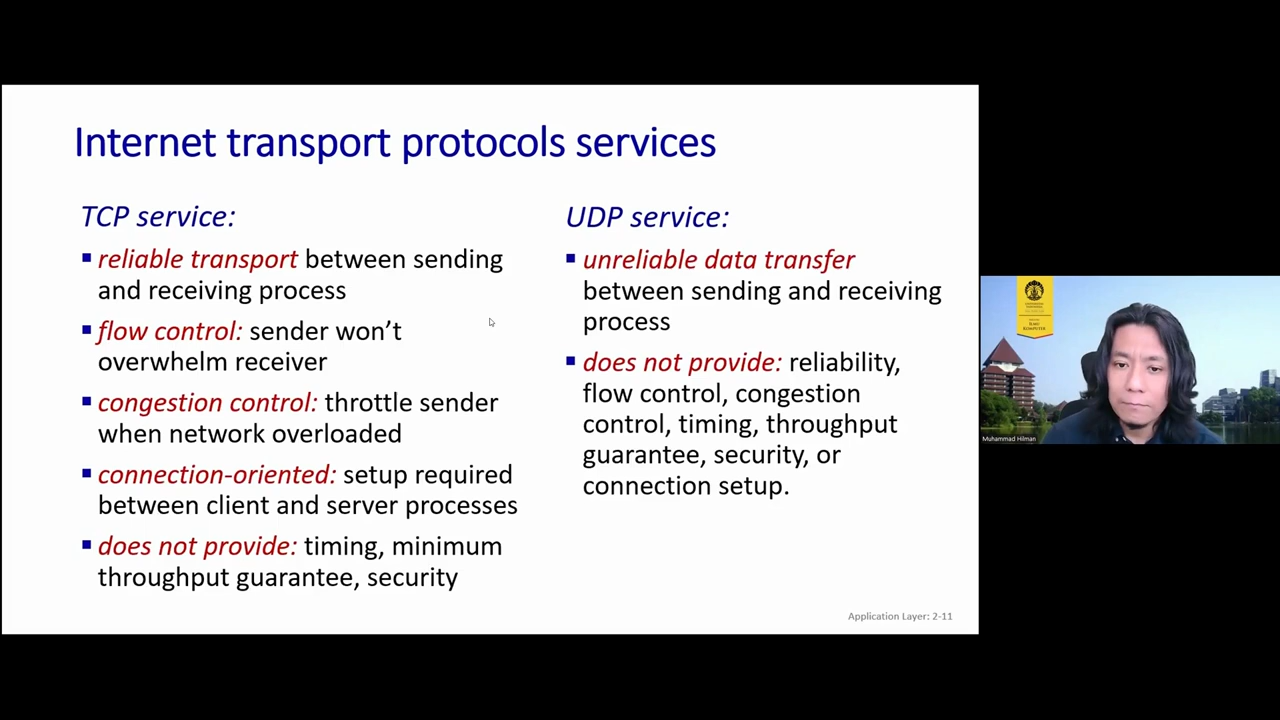 Internet transport protocols services
TCP service:
reliable transport between sending
and receiving process
flow control: sender won’t
overwhelm receiver
congestion control: throttle sender
when network overloaded
connection-oriented: setup required
between client and server processes
does not provide: timing, minimum
throughput guarantee, security
UDP service:
unreliable data transfer
between sending and receiving
process
does not provide: reliability,
flow control, congestion
control, timing, throughput
guarantee, security, or
connection setup.
Application Layer: 2-11
ILMU
KOMPUTER
Muhammad Hilman